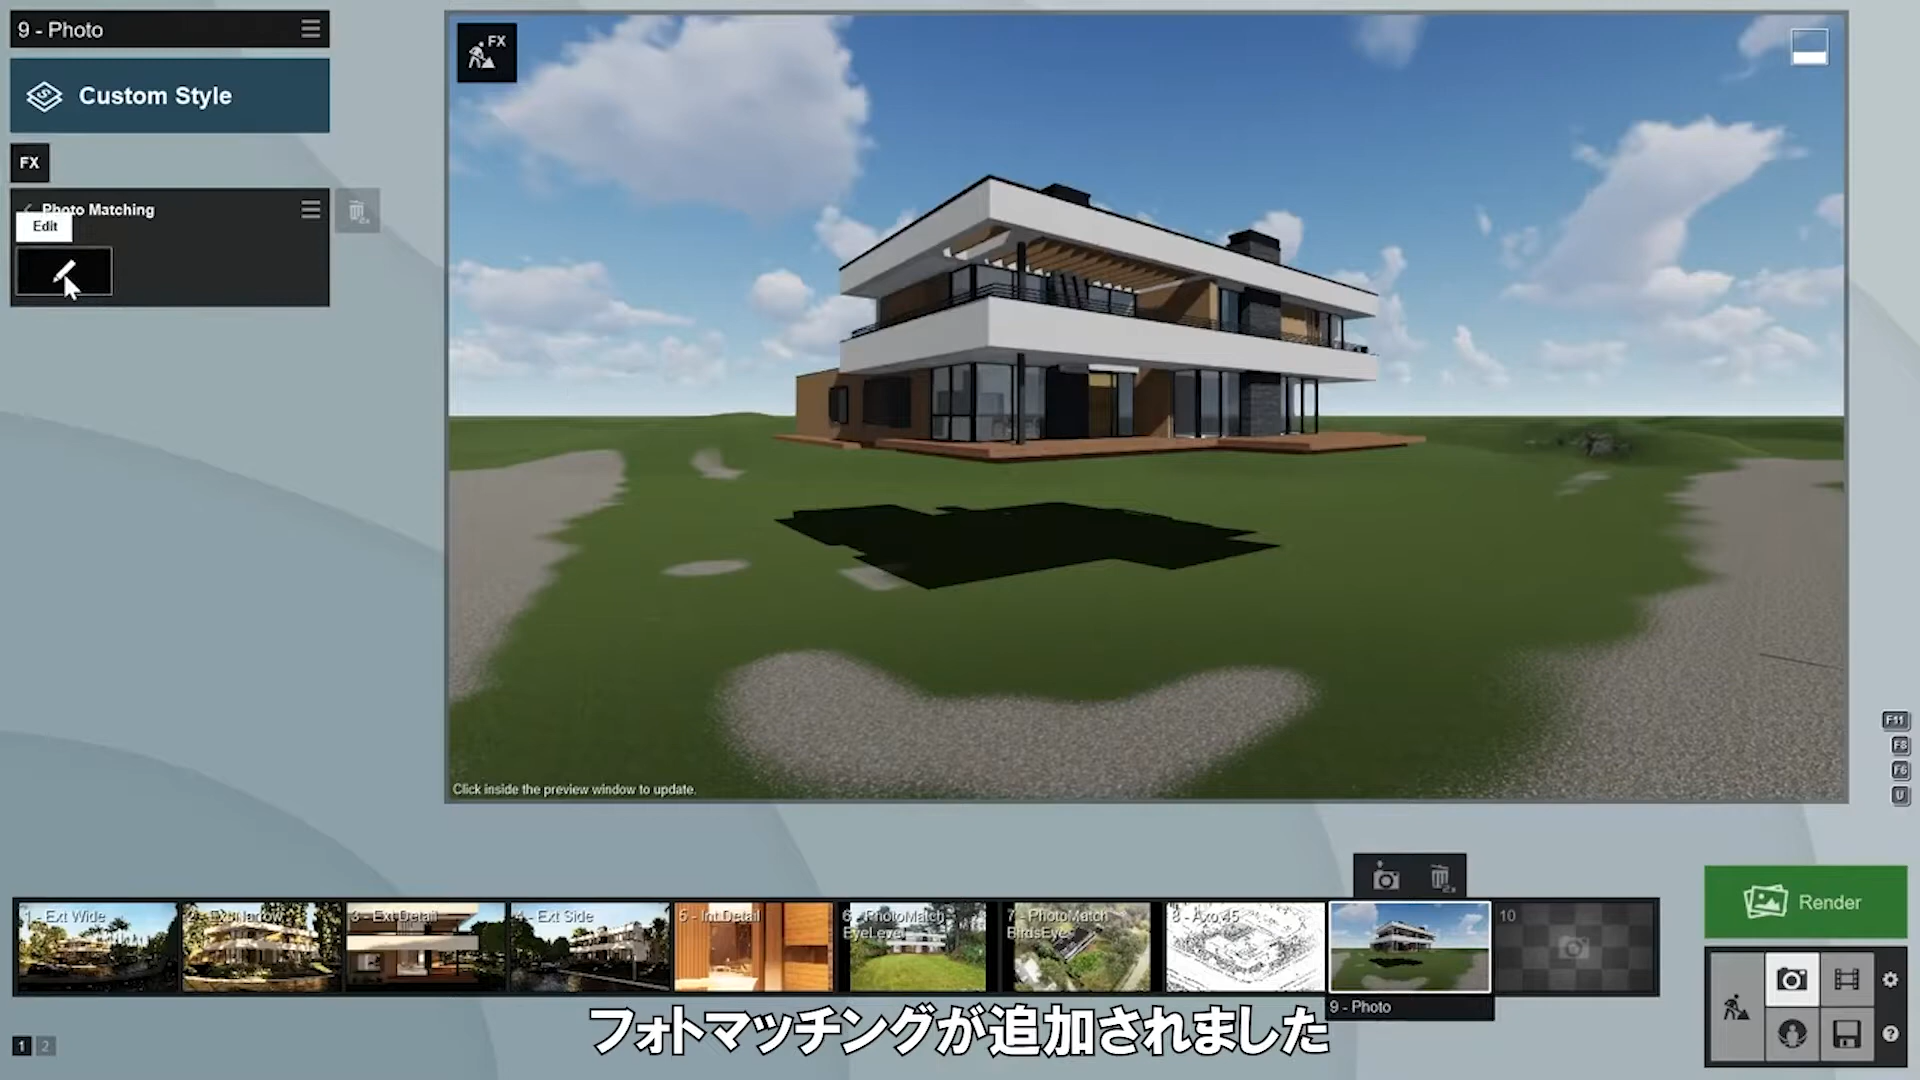 9 - Photo
Custom Style
FX
Photo Matching
Edit
FX
Click inside the preview window to update.
F11
F8
F6
U
1 - Ext Wide
2 - Ext Narrow
3 - Ext Detail
4 - Ext Side
5 - Int Detail
6 - PhotoMatch
EyeLevel
7 - PhotoMatch
BirdsEye
8 - Axo 45
10
9 - Photo
Render
1 2
?
フォトマッチングが追加されました